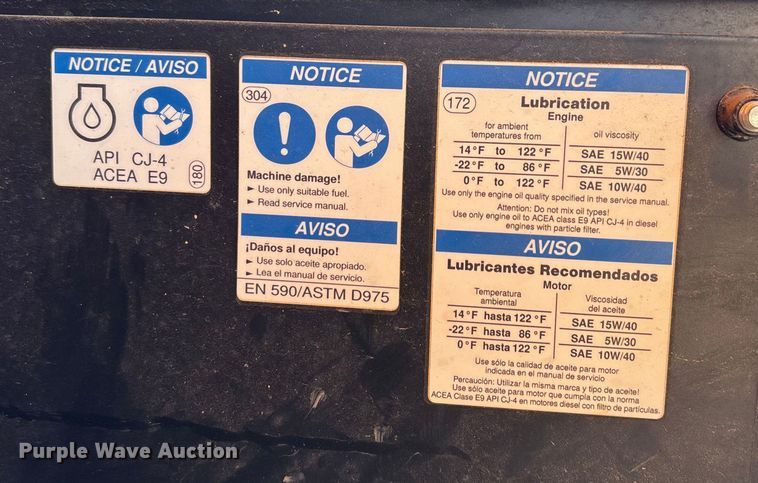 NOTICE / AVISO
API CJ-4
ACEA E9
180
NOTICE
304
Machine damage!
► Use only suitable fuel.
► Read service manual.
AVISO
¡Daños al equipo!
► Use solo aceite apropiado.
► Lea el manual de servicio.
EN 590/ASTM D975
NOTICE
172
Lubrication
Engine
for ambient
temperatures from
oil viscosity
14°F to 122°F SAE 15W/40
-22°F to 86°F SAE 5W/30
0°F to 122°F SAE 10W/40
Use only the engine oil quality specified in the service manual.
Attention: Do not mix oil types!
Use only engine oil to ACEA class E9 API CJ-4 in diesel
engines with particle filter.
AVISO
Lubricantes Recomendados
Motor
Temperatura
ambiental
Viscosidad
del aceite
14°F hasta 122°F SAE 15W/40
-22°F hasta 86°F SAE 5W/30
0°F hasta 122°F SAE 10W/40
Use sólo la calidad de aceite para motor
indicada en el manual de servicio
Percaución: Utilizar la misma marca y tipo de aceite!
Use sólo aceite para motor que cumpla con la norma
ACEA Clase E9 API CJ-4 en motores diesel con filtro de partículas.
Purple Wave Auction